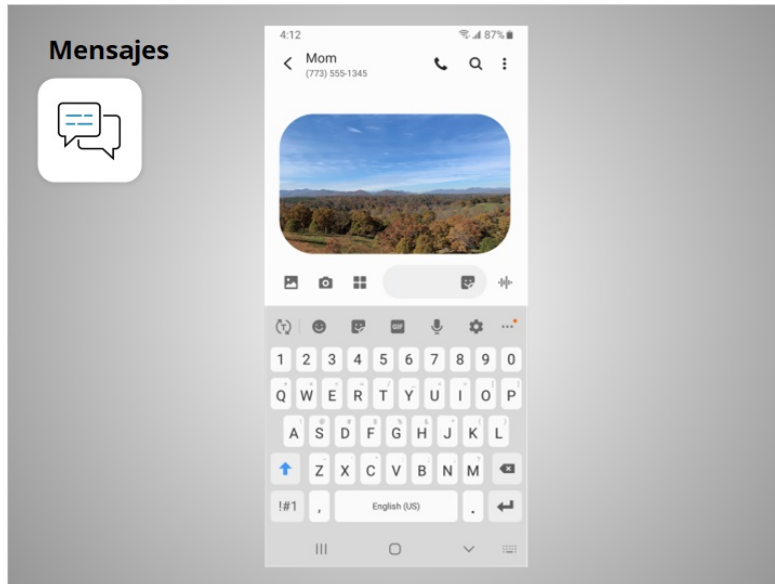 Mensajes
4:12 87%
Mom
(773) 555-1345
GIF
1 2 3 4 5 6 7 8 9 0
Q W E R T Y U I O P
A S D F G H J K L
Z X C V B N M
!#1 , English (US) .